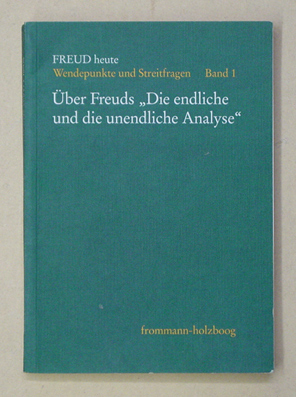 FREUD heute
Wendepunkte und Streitfragen Band 1
Über Freuds „Die endliche
und die unendliche Analyse“
frommann-holzboog